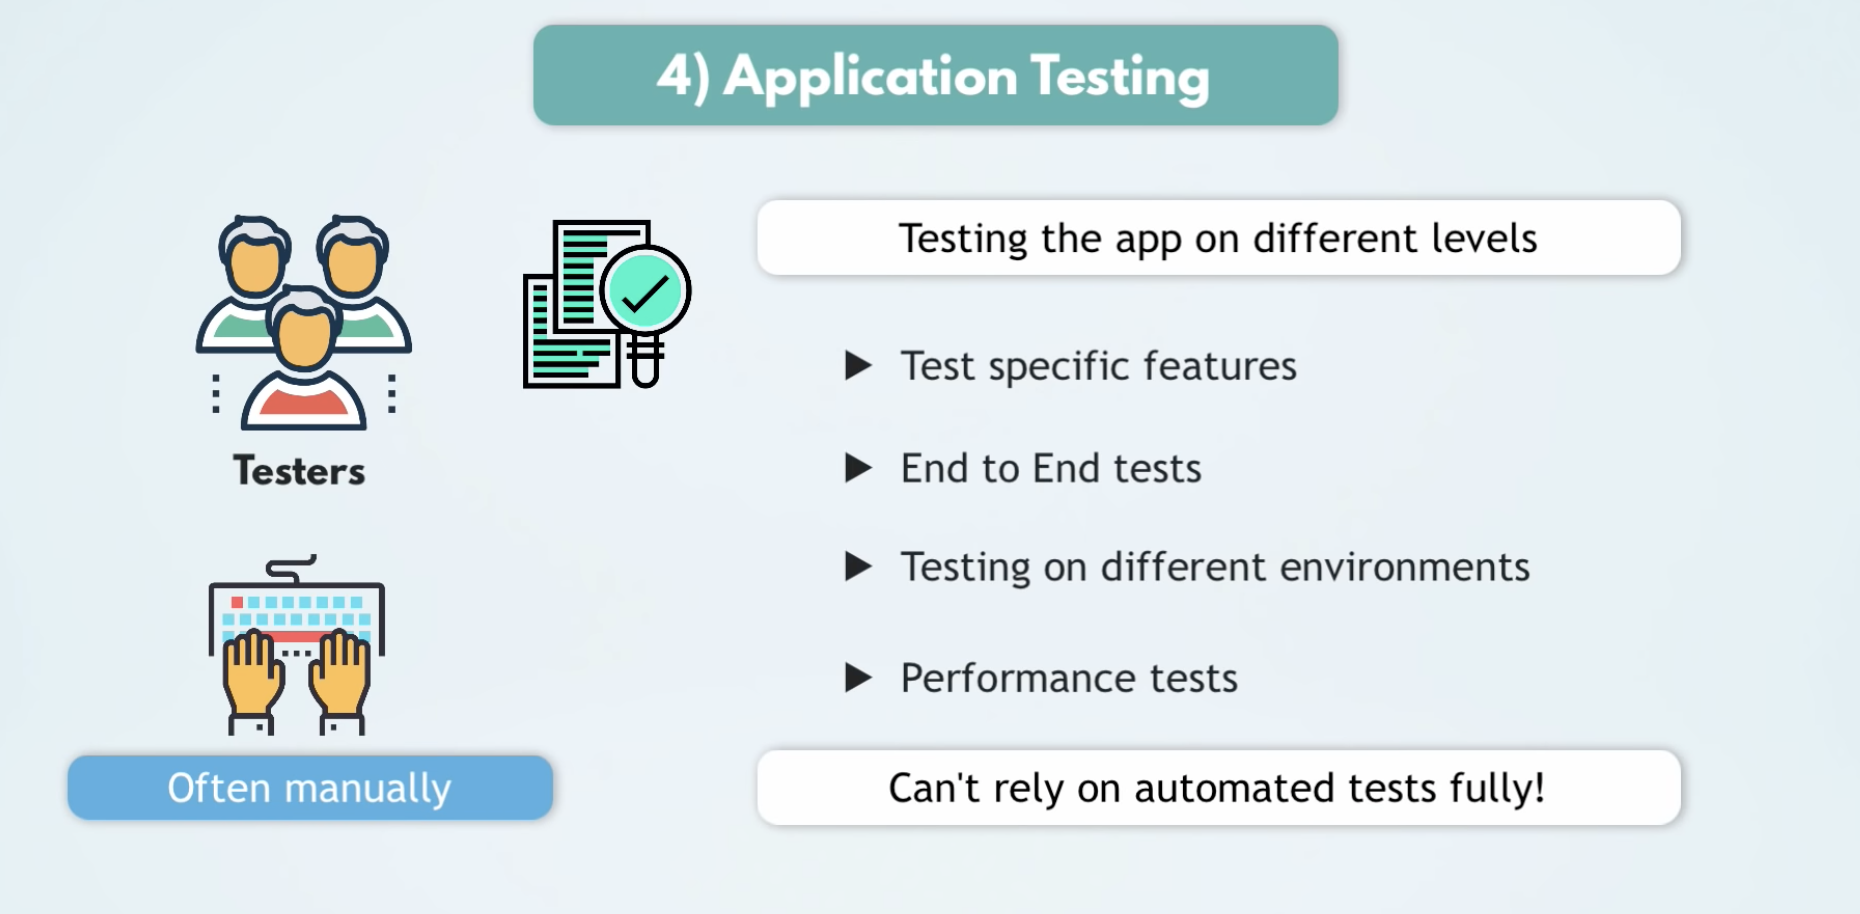 4) Application Testing
Testing the app on different levels
Test specific features
End to End tests
Testing on different environments
Performance tests
Can't rely on automated tests fully!
Testers
Often manually